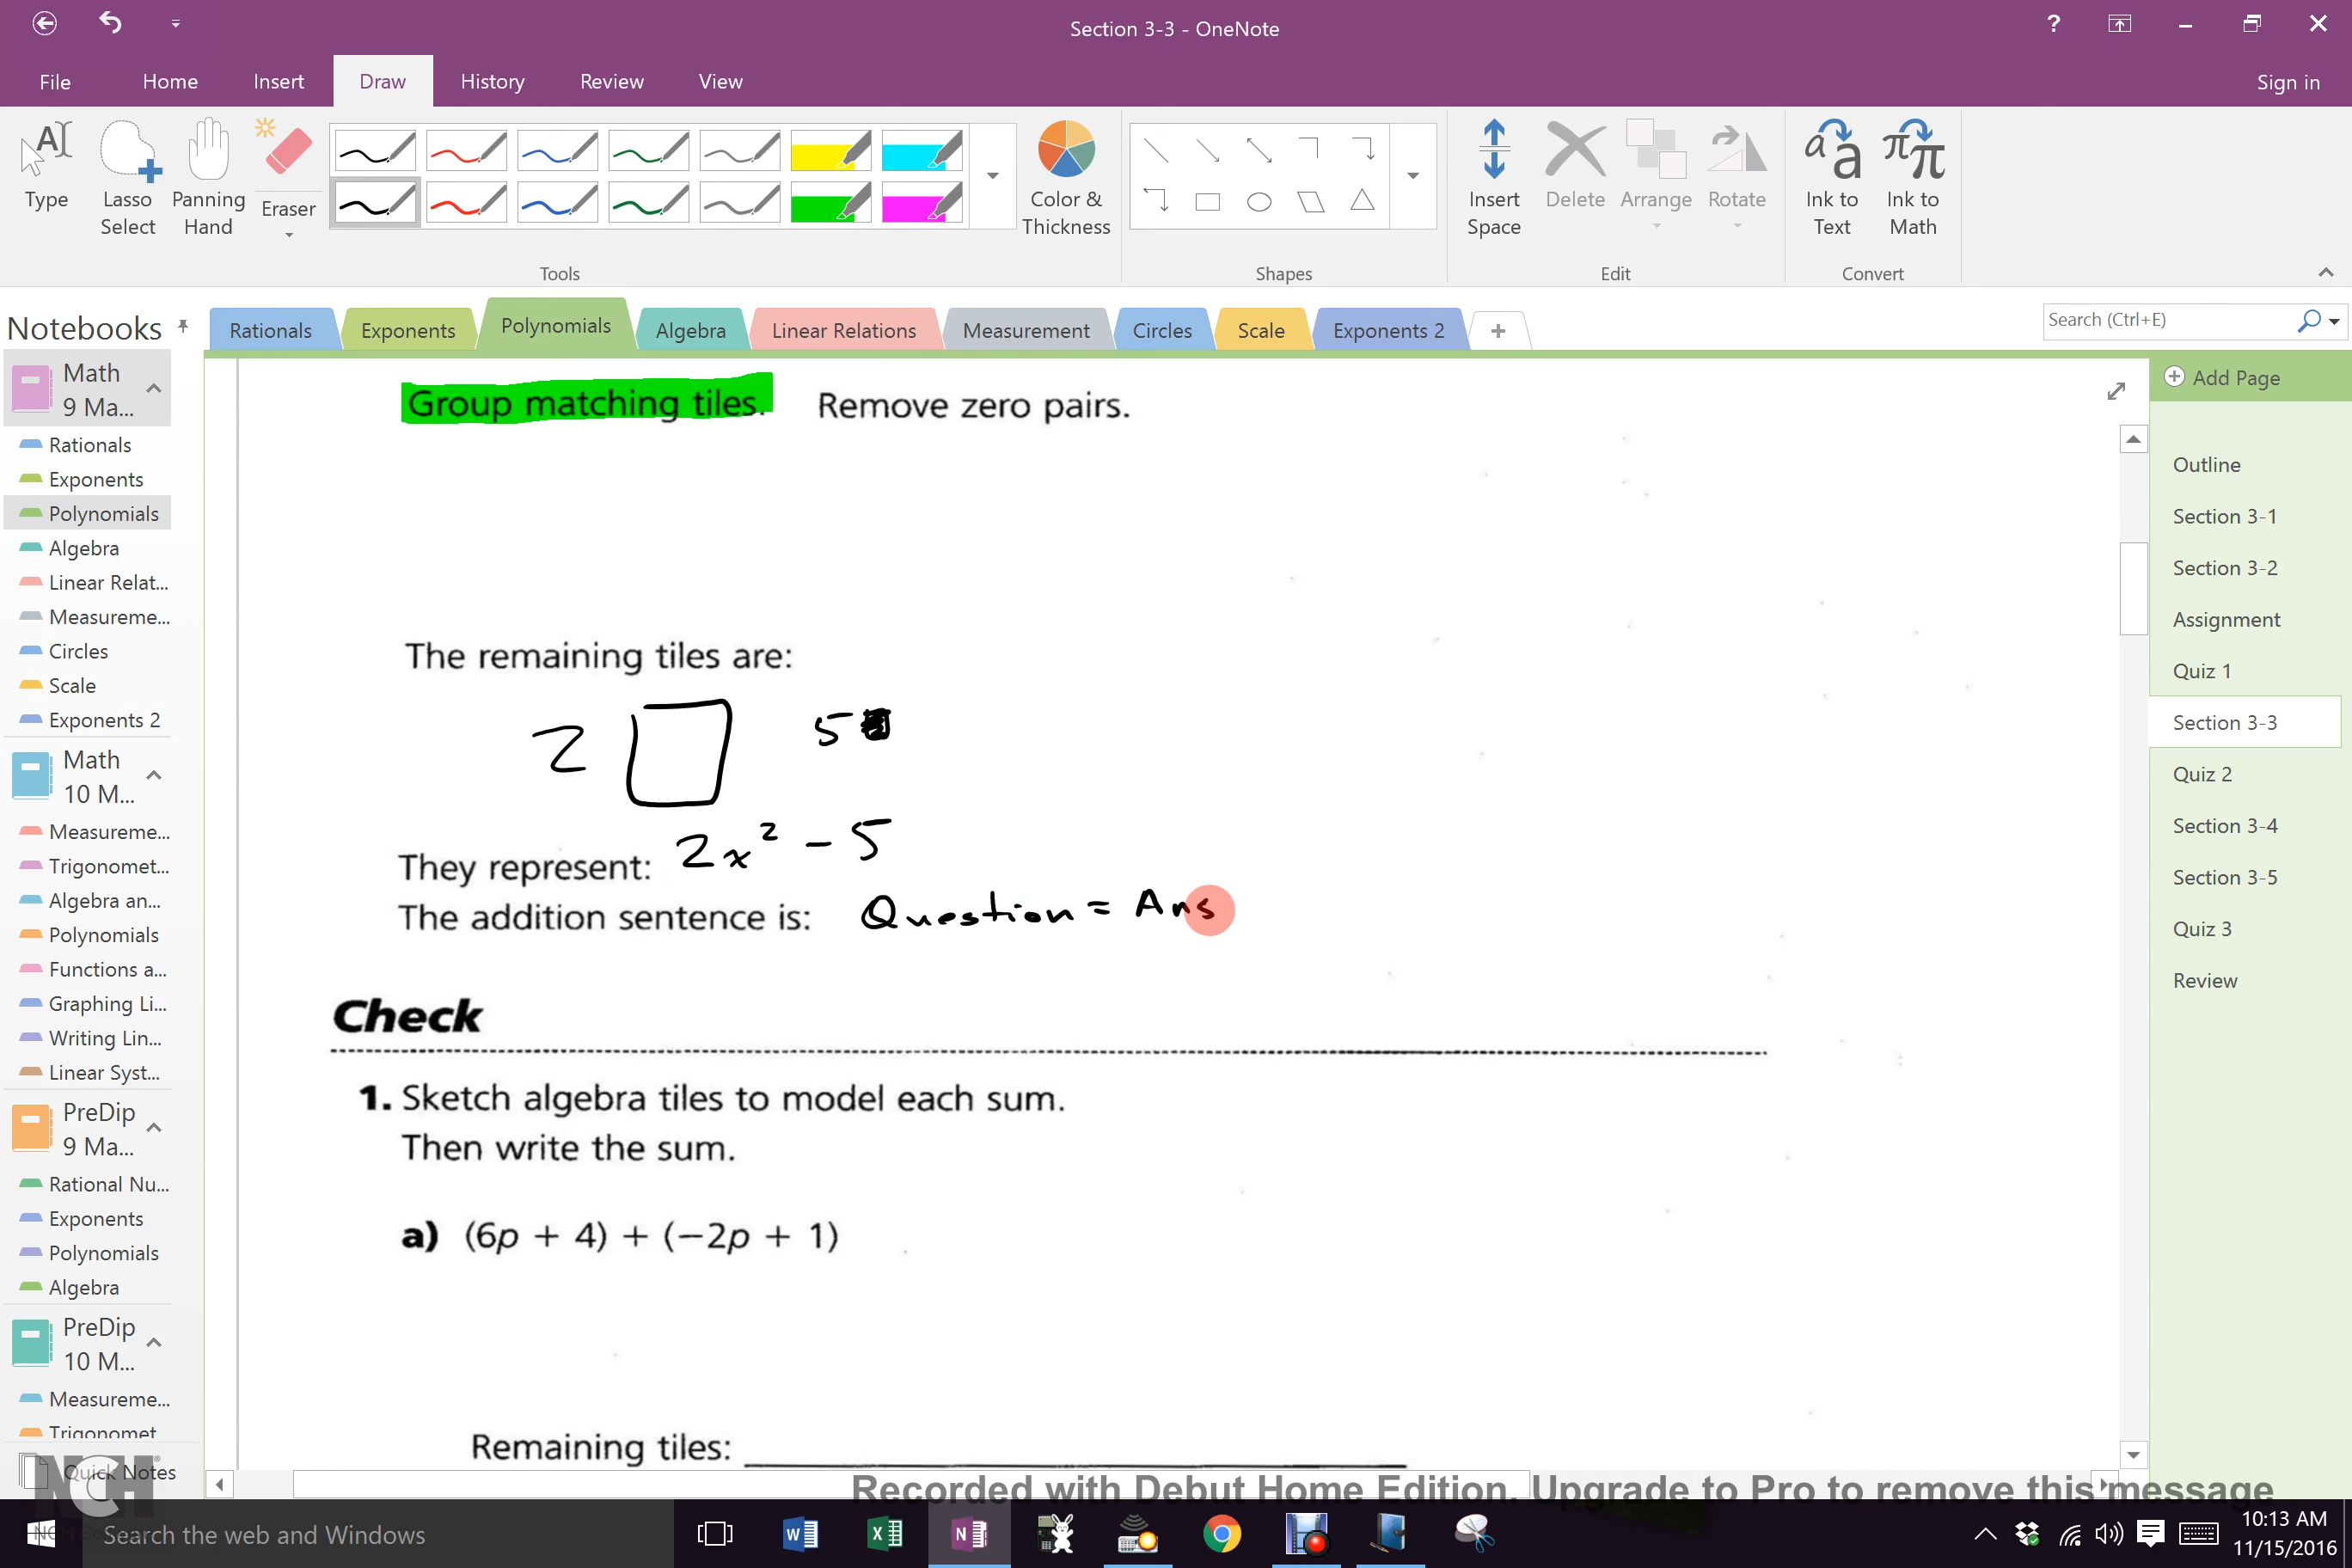 Section 3-3 - OneNote
?
File Home Insert Draw History Review View Sign in
Type
Lasso Select
Panning Hand
Eraser
Color & Thickness
Insert Space
Delete
Arrange
Rotate
Ink to Text
Ink to Math
Tools Shapes Edit Convert
Notebooks
Rationals Exponents Polynomials Algebra Linear Relations Measurement Circles Scale Exponents 2 +
Search (Ctrl+E)
Math
9 Ma...
Rationals
Exponents
Polynomials
Algebra
Linear Relat...
Measureme...
Circles
Scale
Exponents 2
Math
10 M...
Measureme...
Trigonomet...
Algebra an...
Polynomials
Functions a...
Graphing Li...
Writing Lin...
Linear Syst...
PreDip
9 Ma...
Rational Nu...
Exponents
Polynomials
Algebra
PreDip
10 M...
Measureme...
Trigonomet
Quick Notes
Group matching tiles. Remove zero pairs.
The remaining tiles are:
2 5
They represent: 2x² - 5
The addition sentence is: Question = Ans
Check
1. Sketch algebra tiles to model each sum.
Then write the sum.
a) (6p + 4) + (−2p + 1)
Remaining tiles:
Add Page
Outline
Section 3-1
Section 3-2
Assignment
Quiz 1
Section 3-3
Quiz 2
Section 3-4
Section 3-5
Quiz 3
Review
NCH
Recorded with Debut Home Edition. Upgrade to Pro to remove this message
Search the web and Windows
10:13 AM
11/15/2016